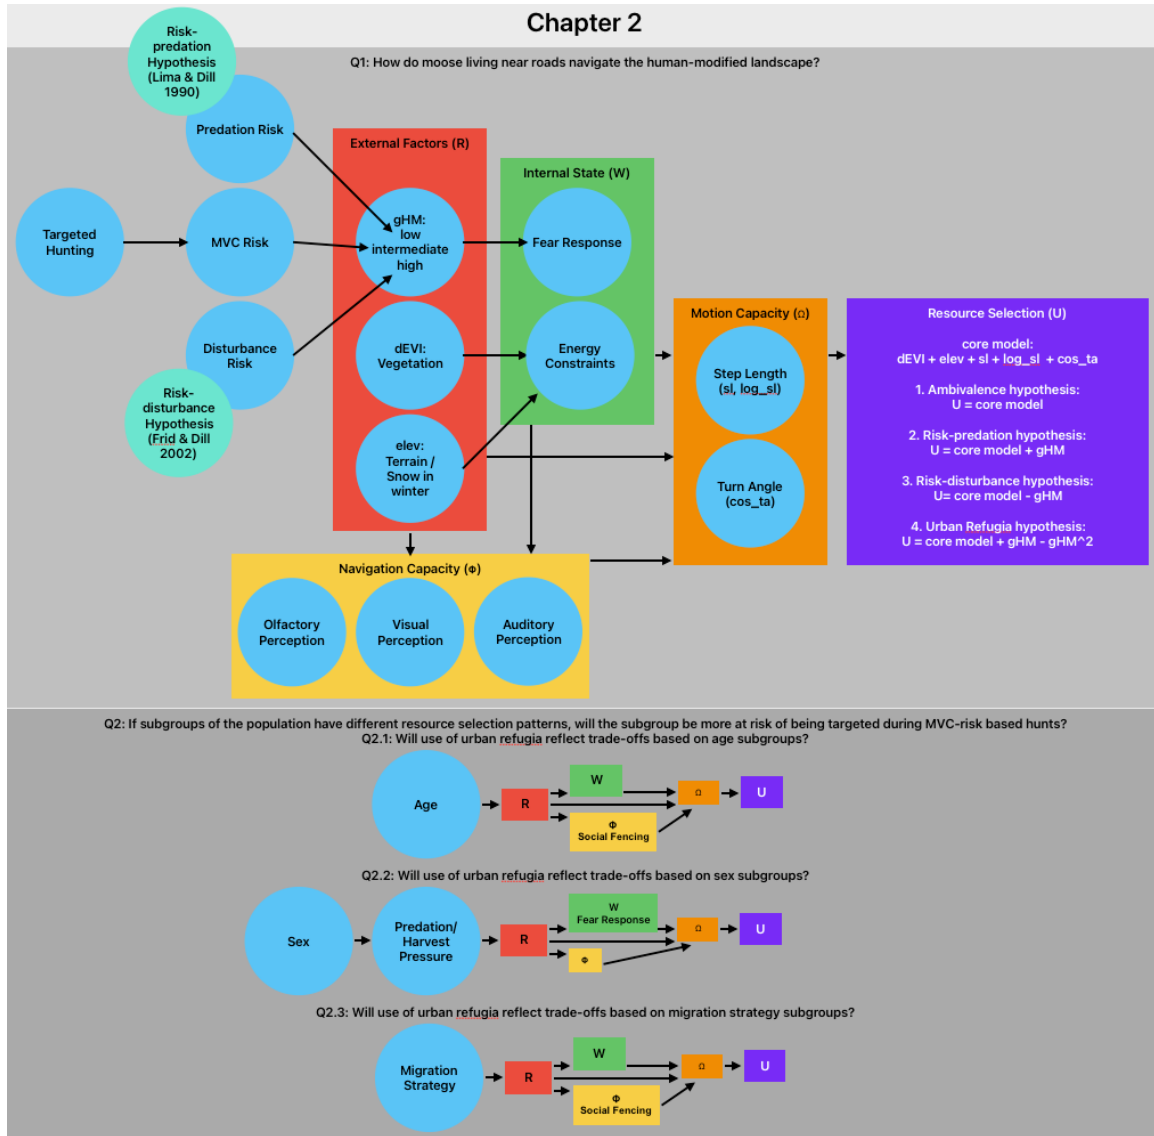 Chapter 2
Risk-
predation
Hypothesis
(Lima & Dill
1990)
Q1: How do moose living near roads navigate the human-modified landscape?
Predation Risk
Targeted
Hunting
MVC Risk
Disturbance
Risk
Risk-
disturbance
Hypothesis
(Frid & Dill
2002)
External Factors (R)
gHM:
low
intermediate
high
dEVI:
Vegetation
elev:
Terrain /
Snow in
winter
Internal State (W)
Fear Response
Energy
Constraints
Navigation Capacity (Φ)
Olfactory
Perception
Visual
Perception
Auditory
Perception
Motion Capacity (Ω)
Step Length
(sl, log_sl)
Turn Angle
(cos_ta)
Resource Selection (U)
core model:
dEVI + elev + sl + log_sl + cos_ta
1. Ambivalence hypothesis:
U = core model
2. Risk-predation hypothesis:
U = core model + gHM
3. Risk-disturbance hypothesis:
U= core model - gHM
4. Urban Refugia hypothesis:
U = core model + gHM - gHM^2
Q2: If subgroups of the population have different resource selection patterns, will the subgroup be more at risk of being targeted during MVC-risk based hunts?
Q2.1: Will use of urban refugia reflect trade-offs based on age subgroups?
Age
R
W
Φ
Social Fencing
Ω
U
Q2.2: Will use of urban refugia reflect trade-offs based on sex subgroups?
Sex
Predation/
Harvest
Pressure
R
W
Fear Response
Φ
Ω
U
Q2.3: Will use of urban refugia reflect trade-offs based on migration strategy subgroups?
Migration
Strategy
R
W
Φ
Social Fencing
Ω
U